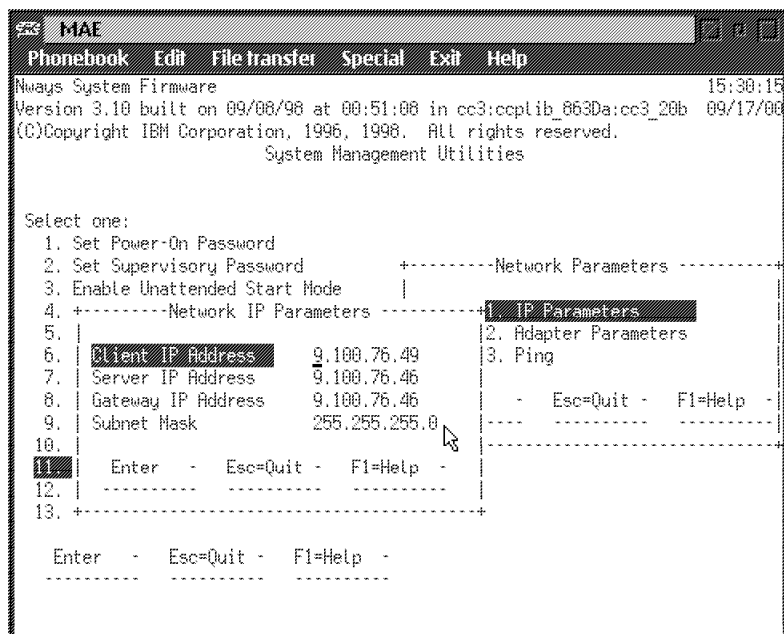 MAE
Phonebook Edit File transfer Special Exit Help
Nways System Firmware 15:30:15
Version 3.10 built on 09/08/98 at 00:51:08 in cc3:ccplib_863Da:cc3_20b 09/17/00
(C)Copyright IBM Corporation, 1996, 1998. All rights reserved.
System Management Utilities
Select one:
1. Set Power-On Password
2. Set Supervisory Password
3. Enable Unattended Start Mode
4.
5.
6.
7.
8.
9.
10.
11.
12.
13.
Network Parameters
1. IP Parameters
2. Adapter Parameters
3. Ping
- Esc=Quit - F1=Help -
Network IP Parameters
Client IP Address 9.100.76.49
Server IP Address 9.100.76.46
Gateway IP Address 9.100.76.46
Subnet Mask 255.255.255.0
Enter - Esc=Quit - F1=Help -
Enter - Esc=Quit - F1=Help -